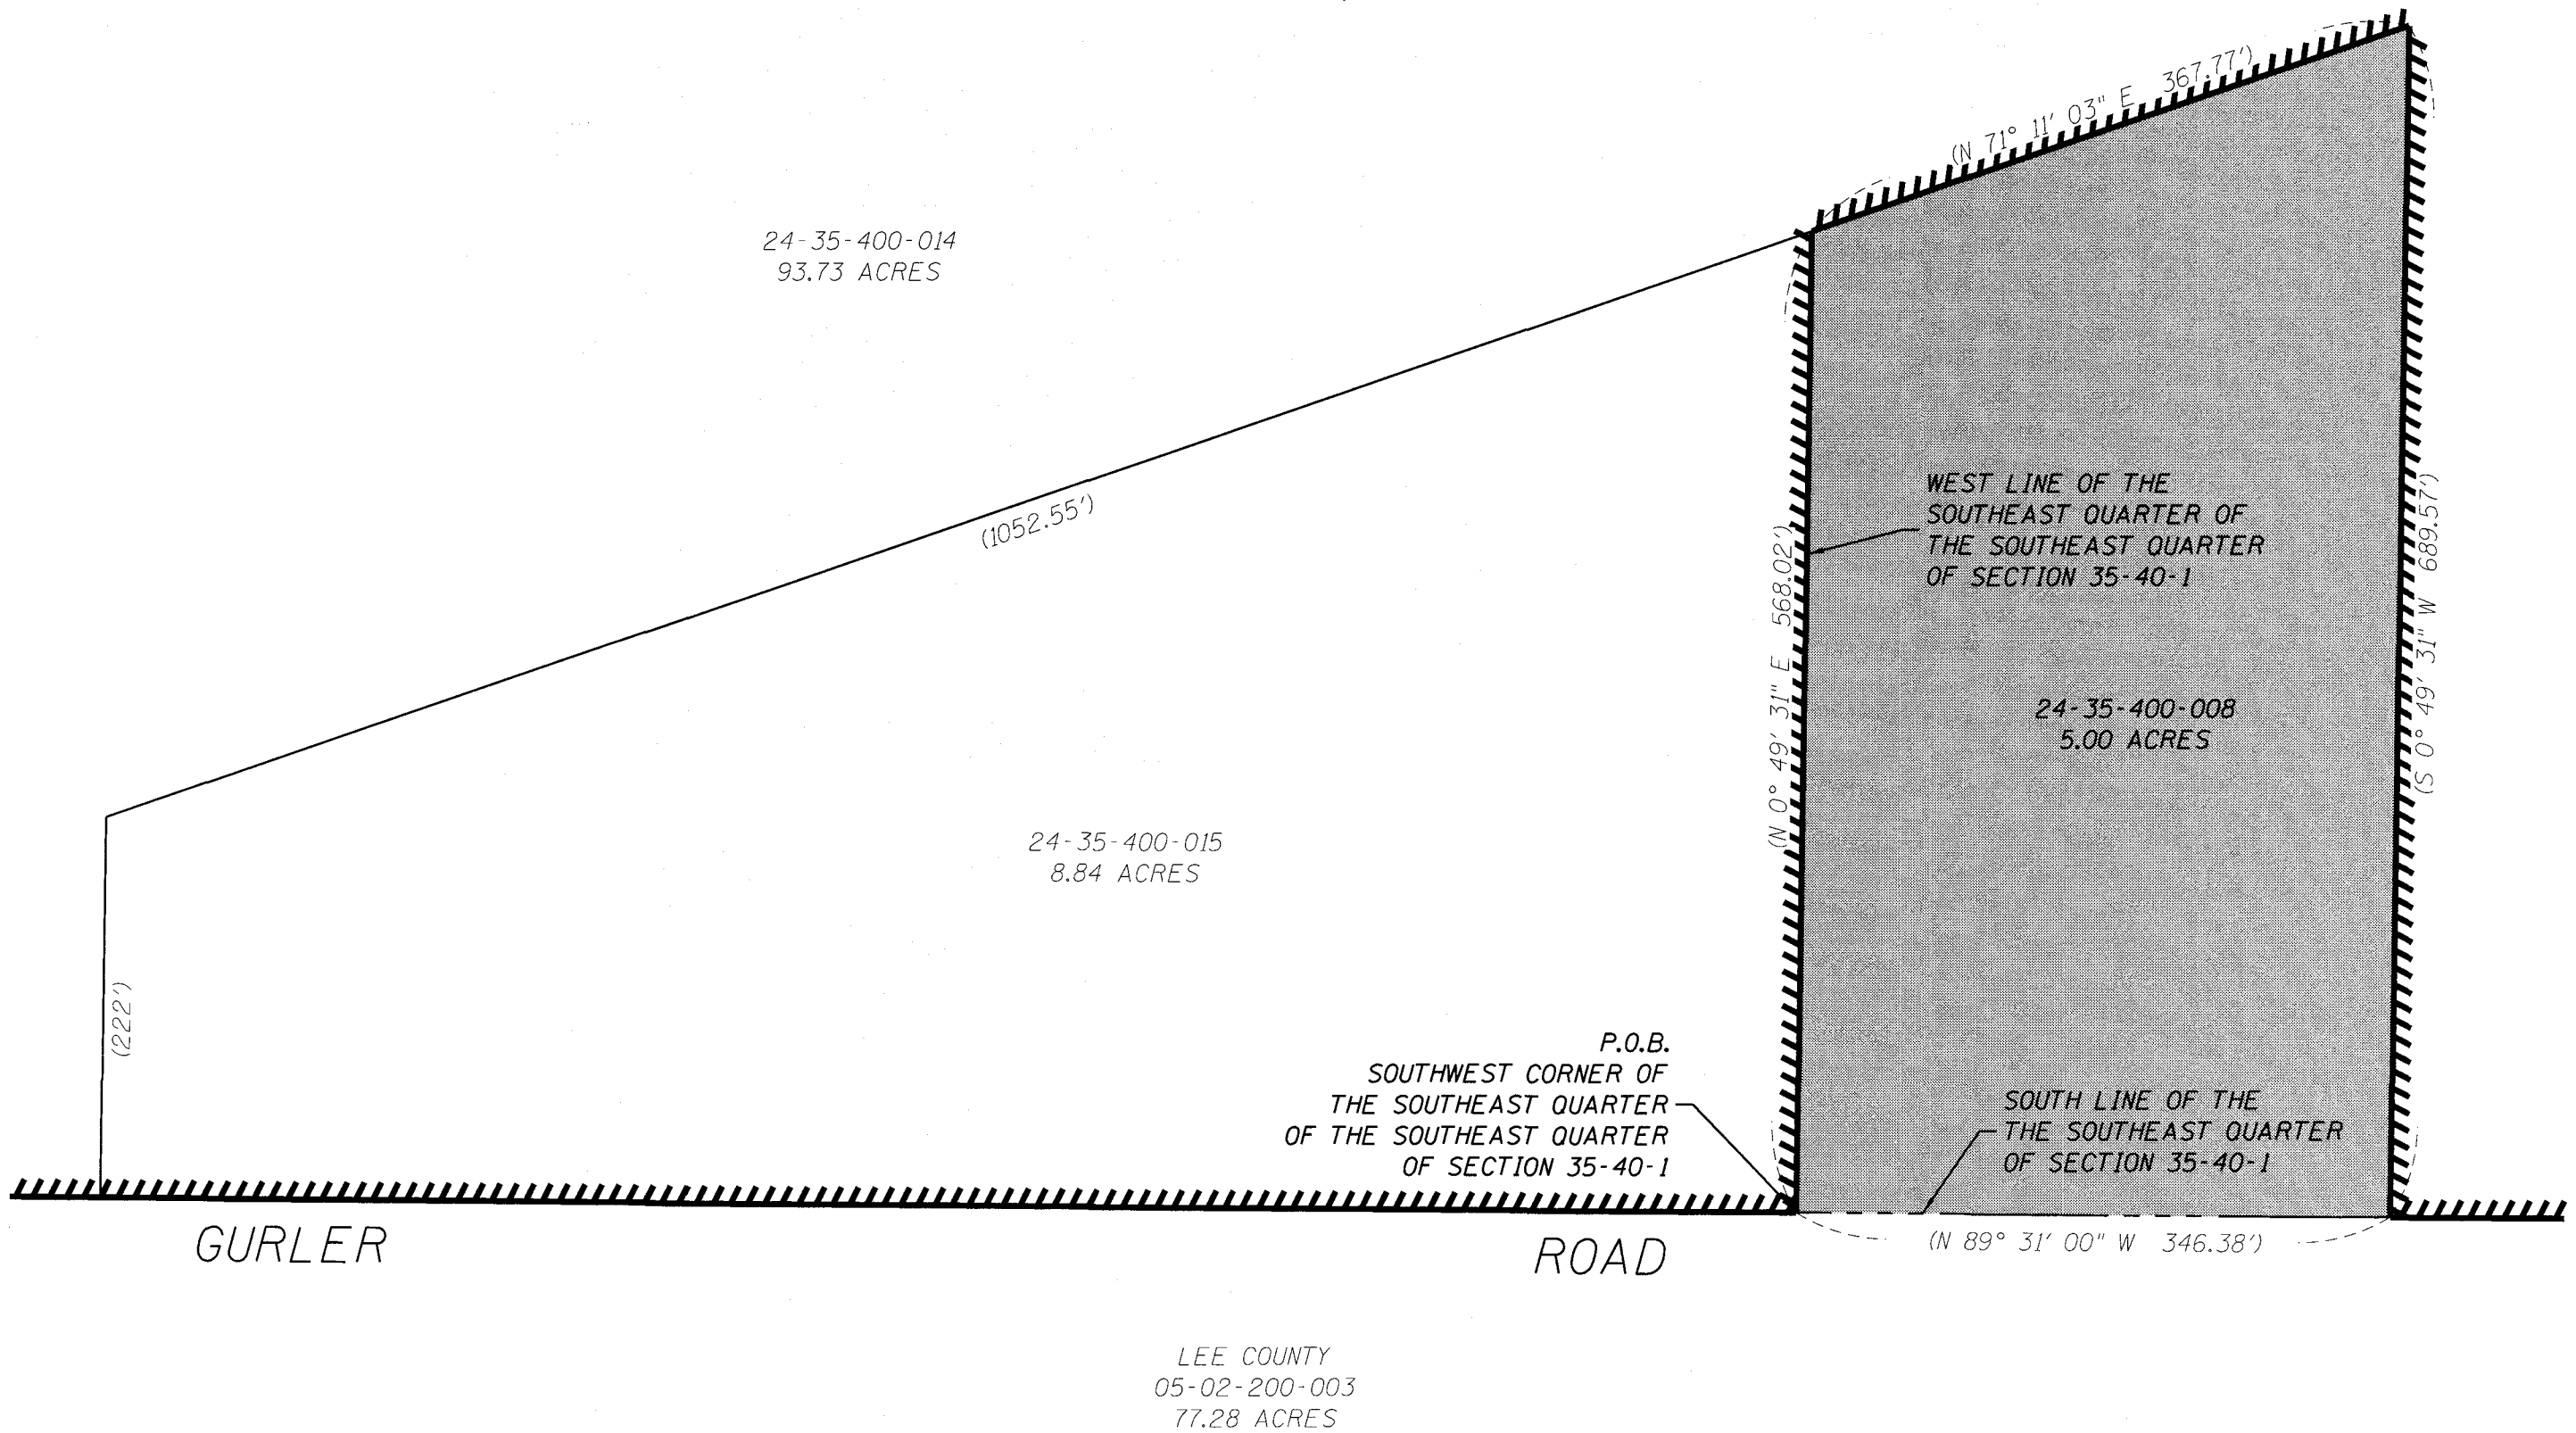 (N 71° 11' 03" E 367.77')
24-35-400-014
93.73 ACRES
(1052.55')
WEST LINE OF THE
SOUTHEAST QUARTER OF
THE SOUTHEAST QUARTER
OF SECTION 35-40-1
(N 0° 49' 31" E 568.02')
(S 0° 49' 31" W 689.57')
24-35-400-008
5.00 ACRES
24-35-400-015
8.84 ACRES
(222')
P.O.B.
SOUTHWEST CORNER OF
THE SOUTHEAST QUARTER
OF THE SOUTHEAST QUARTER
OF SECTION 35-40-1
SOUTH LINE OF THE
THE SOUTHEAST QUARTER
OF SECTION 35-40-1
GURLER ROAD
(N 89° 31' 00" W 346.38')
LEE COUNTY
05-02-200-003
77.28 ACRES